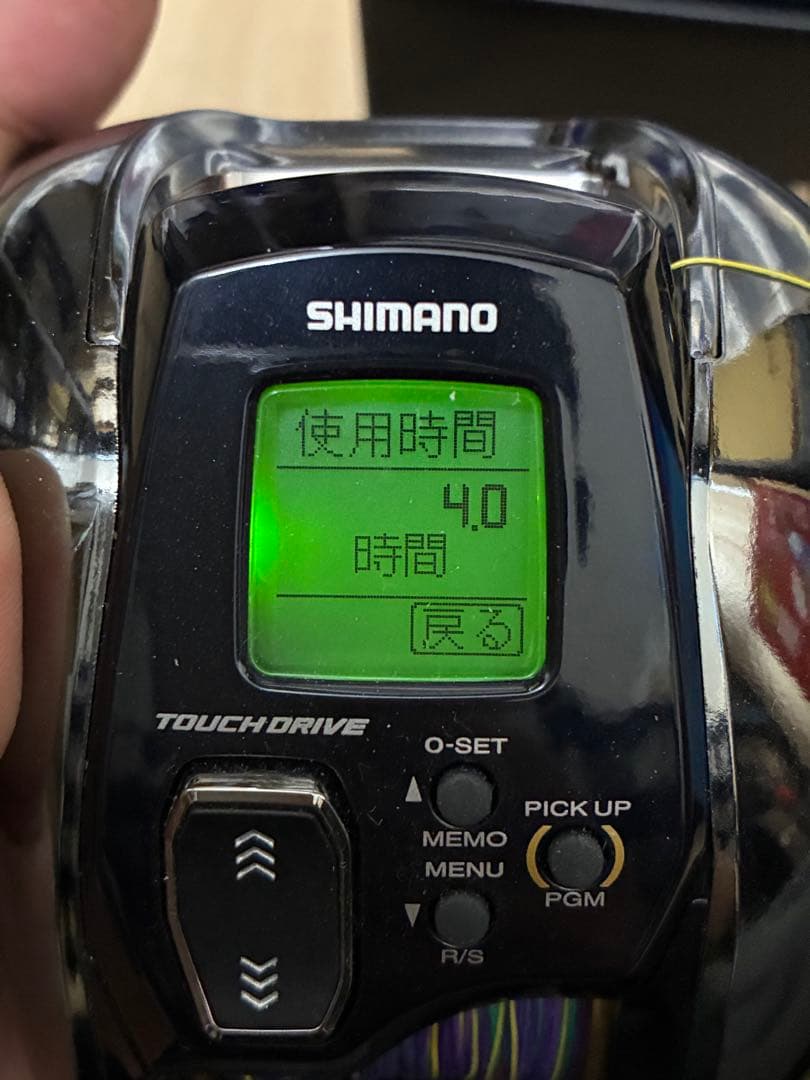 SHIMANO
使用時間
4.0
時間
戻る
TOUCH DRIVE
O-SET
▲
MEMO
MENU
▼
R/S
PICK UP
PGM